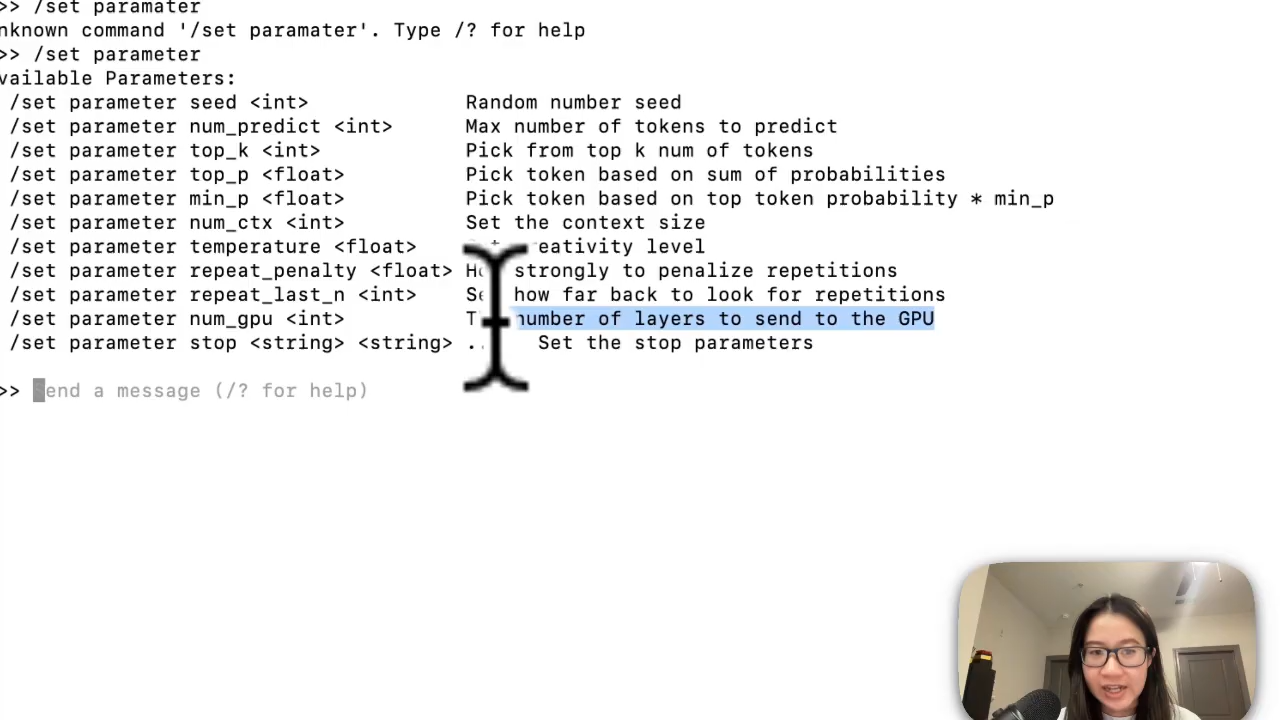 >> /set paramater
nknown command '/set paramater'. Type /? for help
>> /set parameter
vailable Parameters:
/set parameter seed <int> Random number seed
/set parameter num_predict <int> Max number of tokens to predict
/set parameter top_k <int> Pick from top k num of tokens
/set parameter top_p <float> Pick token based on sum of probabilities
/set parameter min_p <float> Pick token based on top token probability * min_p
/set parameter num_ctx <int> Set the context size
/set parameter temperature <float> creativity level
/set parameter repeat_penalty <float> strongly to penalize repetitions
/set parameter repeat_last_n <int> how far back to look for repetitions
/set parameter num_gpu <int> number of layers to send to the GPU
/set parameter stop <string> <string> .. Set the stop parameters
>> Send a message (/? for help)